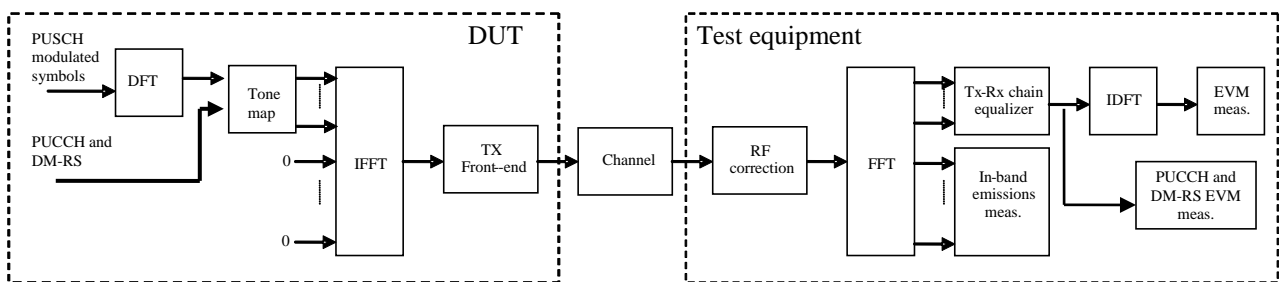 DUT
Test equipment
PUSCH
modulated
symbols
DFT
Tone
map
PUCCH and
DM-RS
0
0
IFFT
TX
Front--end
Channel
RF
correction
FFT
Tx-Rx chain
equalizer
IDFT
EVM
meas.
In-band
emissions
meas.
PUCCH and
DM-RS EVM
meas.